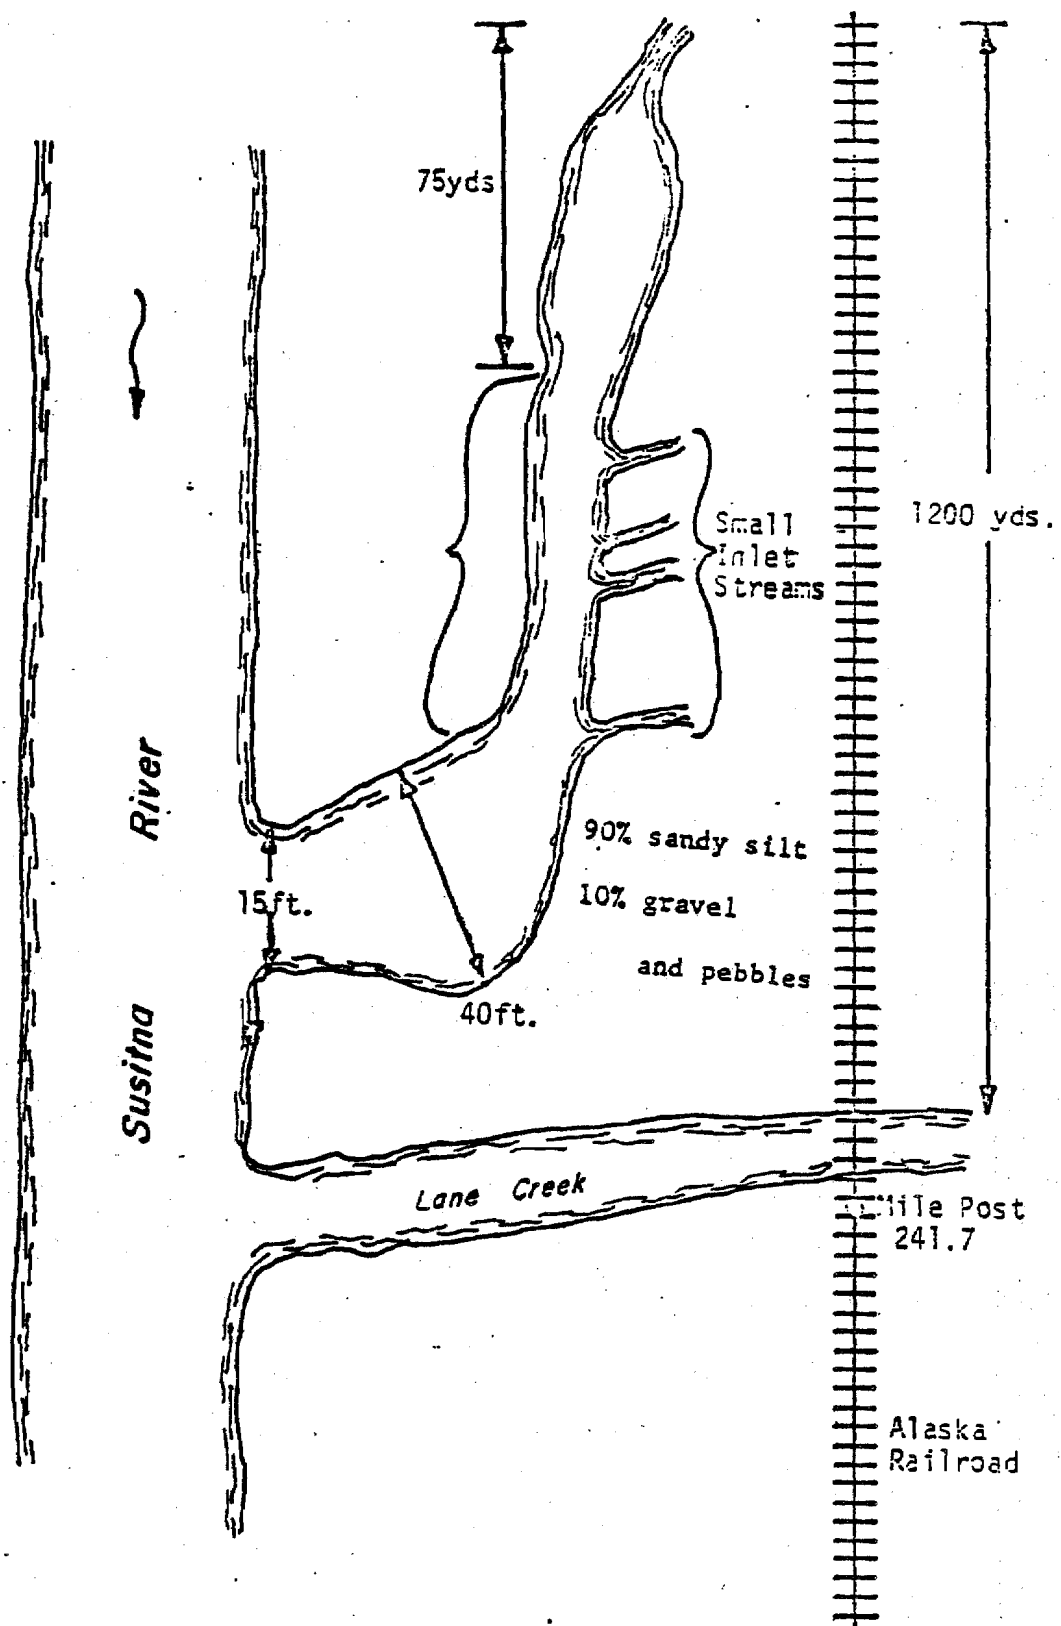 75yds
1200 yds.
Small
Inlet
Streams
River
90% sandy silt
15ft.
10% gravel
and pebbles
40ft.
Susitna
Lane Creek
Mile Post
241.7
Alaska
Railroad